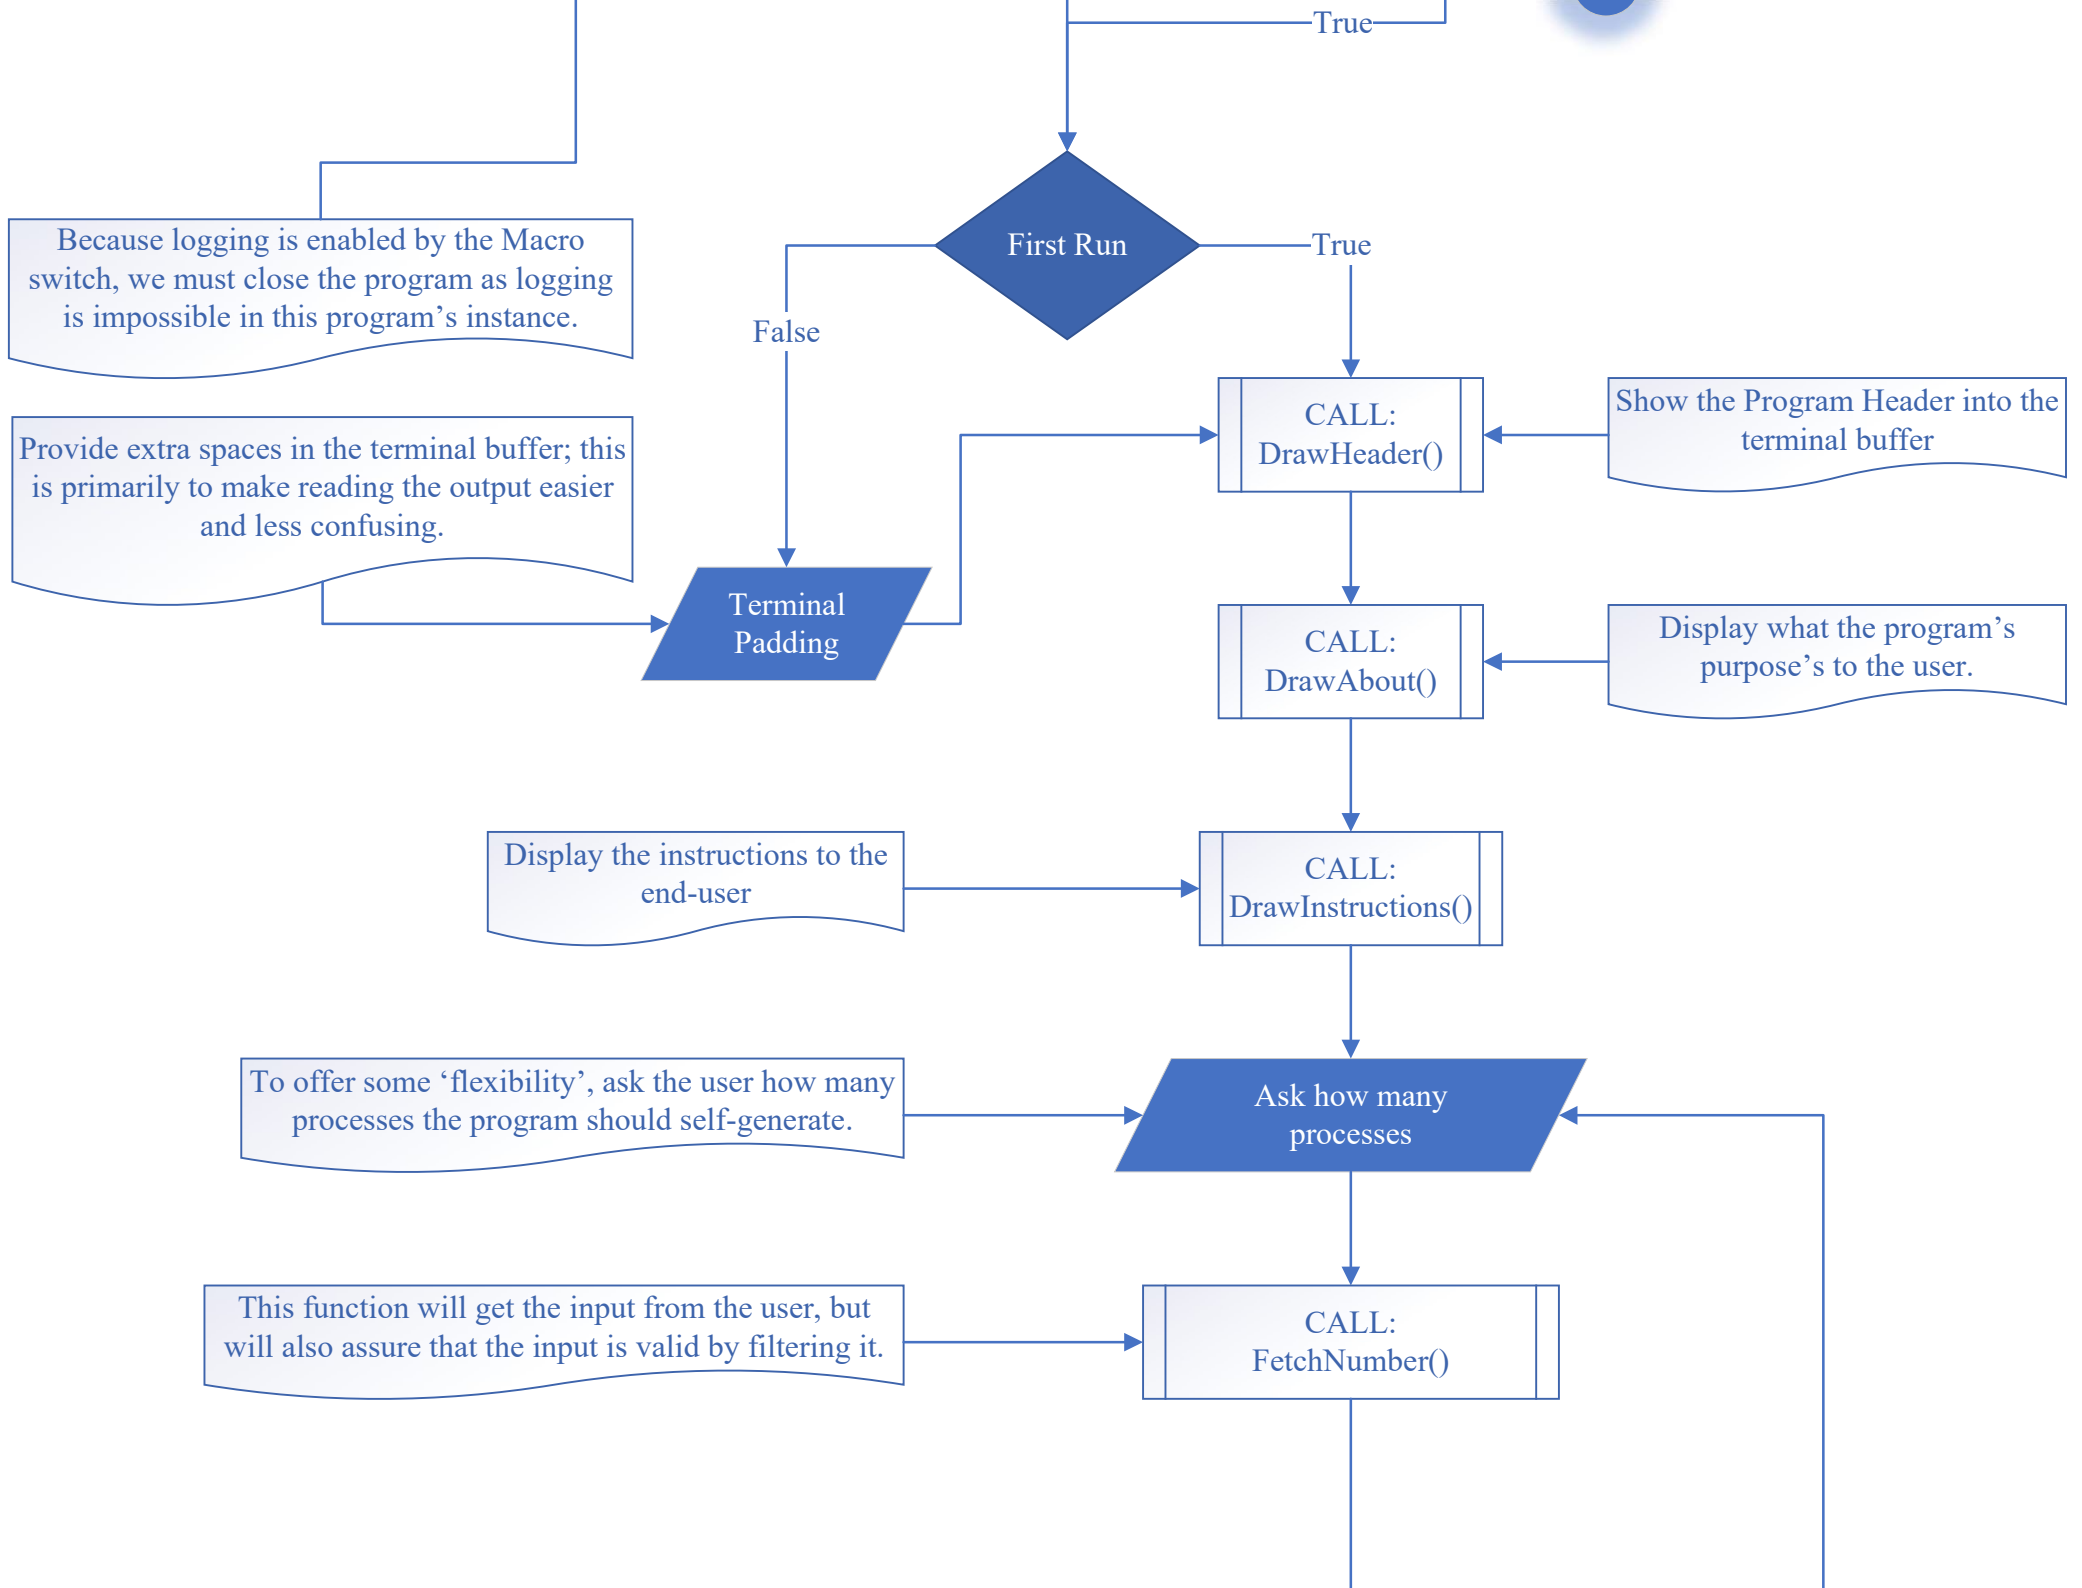 True
First Run
True
False
Because logging is enabled by the Macro
switch, we must close the program as logging
is impossible in this program’s instance.
CALL:
DrawHeader()
Show the Program Header into the
terminal buffer
Provide extra spaces in the terminal buffer; this
is primarily to make reading the output easier
and less confusing.
Terminal
Padding
CALL:
DrawAbout()
Display what the program’s
purpose’s to the user.
Display the instructions to the
end-user
CALL:
DrawInstructions()
To offer some ‘flexibility’, ask the user how many
processes the program should self-generate.
Ask how many
processes
This function will get the input from the user, but
will also assure that the input is valid by filtering it.
CALL:
FetchNumber()